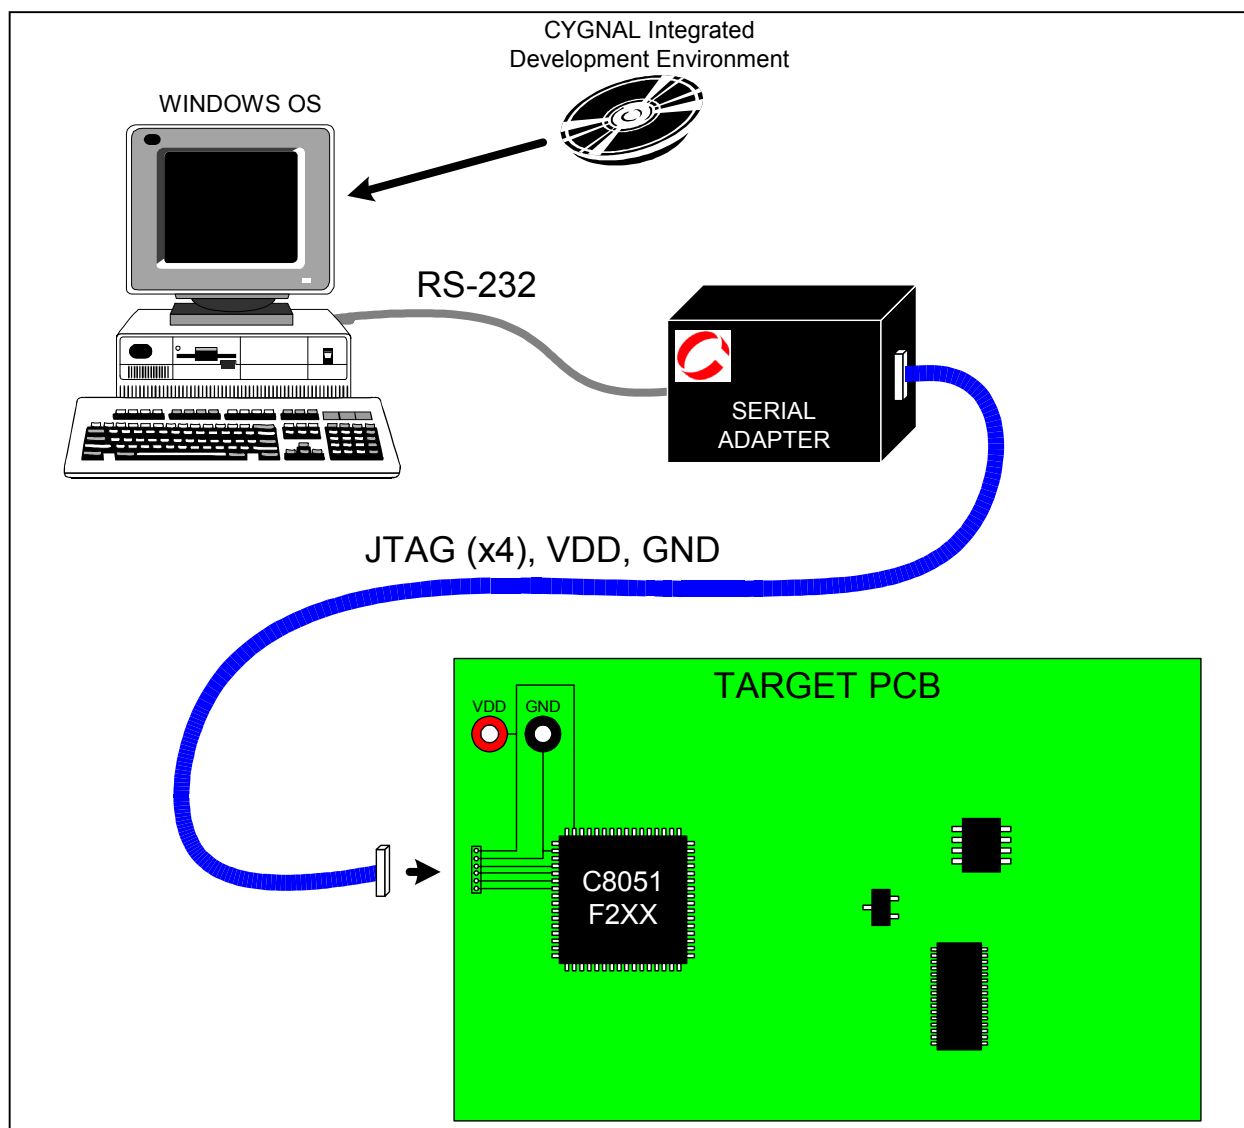 CYGNAL Integrated
Development Environment
WINDOWS OS
RS-232
SERIAL
ADAPTER
JTAG (x4), VDD, GND
TARGET PCB
VDD GND
C8051
F2XX